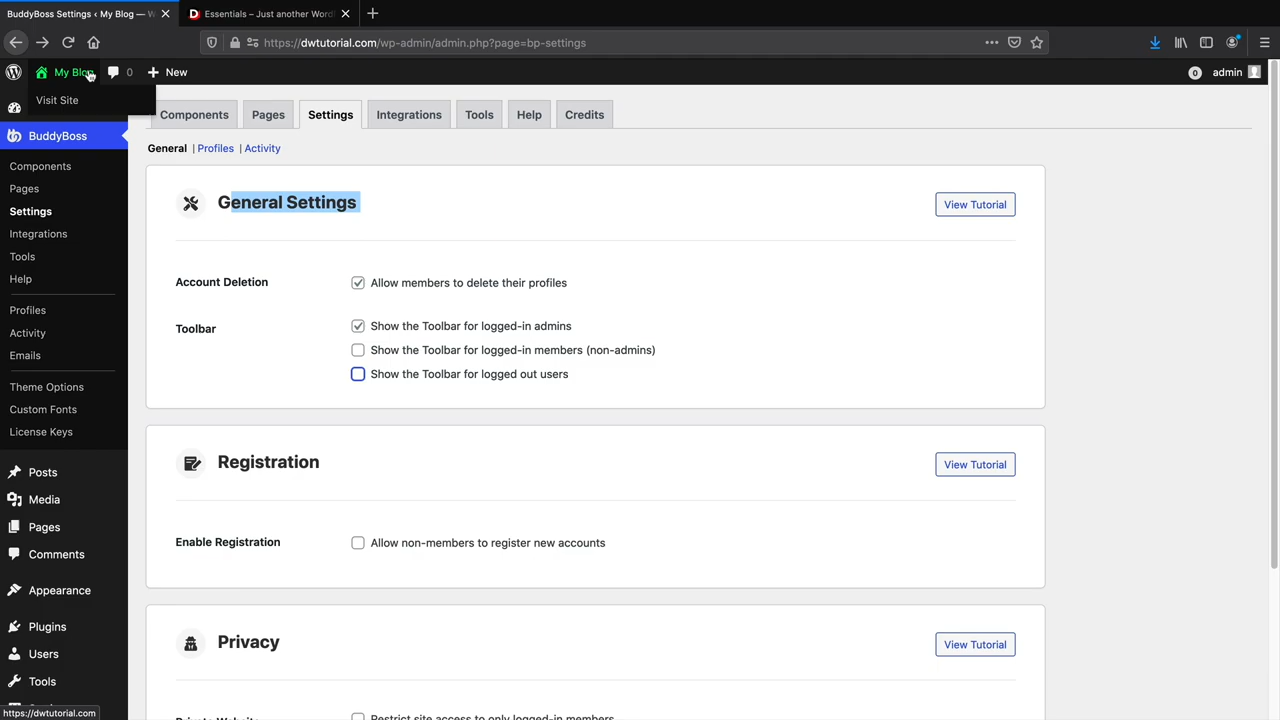 BuddyBoss Settings ‹ My Blog — W
Essentials – Just another Word
https://dwtutorial.com/wp-admin/admin.php?page=bp-settings
My Blog
0
New
0
admin
Visit Site
Components
Pages
Settings
Integrations
Tools
Help
Credits
BuddyBoss
General | Profiles | Activity
Components
Pages
Settings
Integrations
Tools
Help
Profiles
Activity
Emails
Theme Options
Custom Fonts
License Keys
Posts
Media
Pages
Comments
Appearance
Plugins
Users
Tools
https://dwtutorial.com
General Settings
View Tutorial
Account Deletion
Allow members to delete their profiles
Toolbar
Show the Toolbar for logged-in admins
Show the Toolbar for logged-in members (non-admins)
Show the Toolbar for logged out users
Registration
View Tutorial
Enable Registration
Allow non-members to register new accounts
Privacy
View Tutorial
Private Website
Restrict site access to only logged-in members